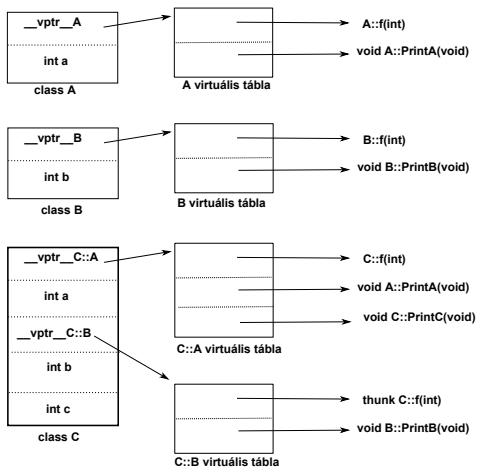 __vptr__A
int a
class A
A virtuális tábla
A::f(int)
void A::PrintA(void)
__vptr__B
int b
class B
B virtuális tábla
B::f(int)
void B::PrintB(void)
__vptr__C::A
int a
__vptr__C::B
int b
int c
class C
C::A virtuális tábla
C::f(int)
void A::PrintA(void)
void C::PrintC(void)
C::B virtuális tábla
thunk C::f(int)
void B::PrintB(void)